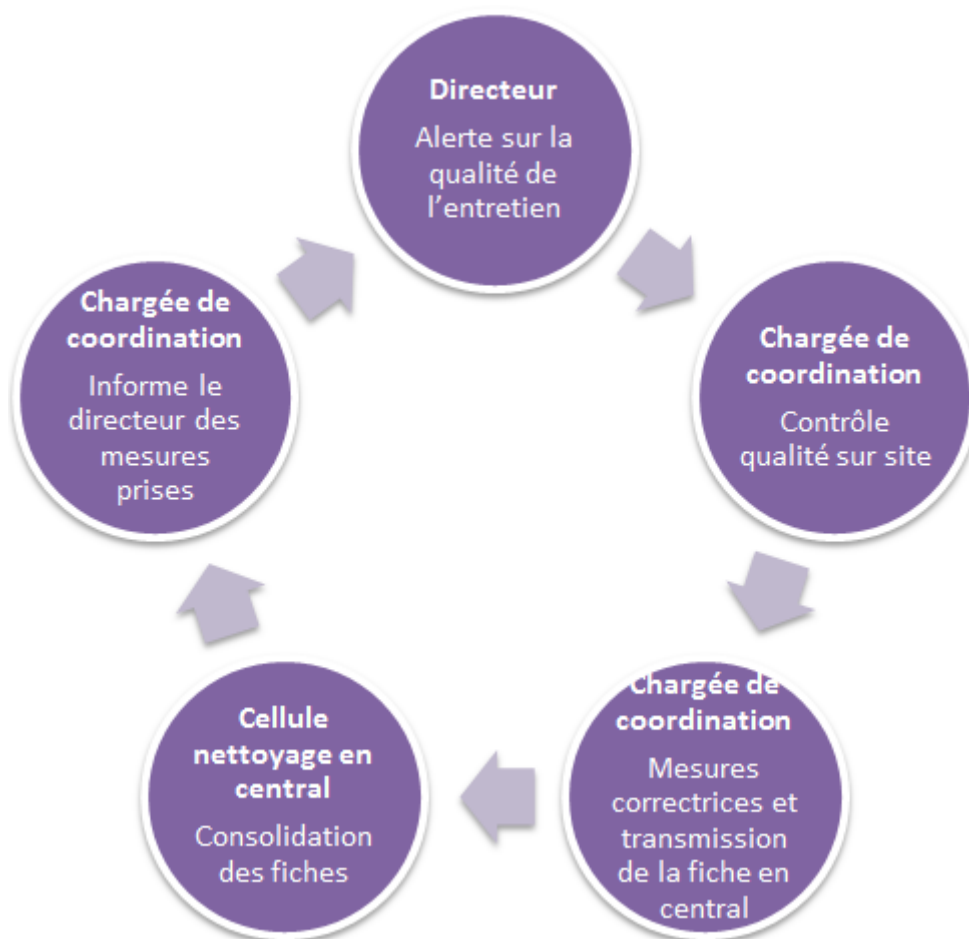 Directeur
Alerte sur la
qualité de
l'entretien
Chargée de
coordination
Contrôle
qualité sur site
Chargée de
coordination
Mesures
correctrices et
transmission
de la fiche en
central
Cellule
nettoyage en
central
Consolidation
des fiches
Chargée de
coordination
Informe le
directeur des
mesures
prises